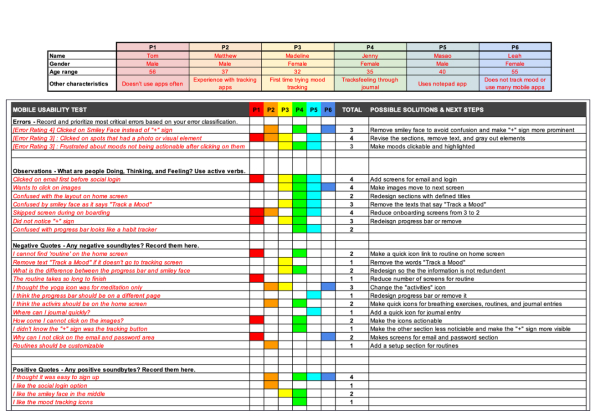 P1 P2 P3 P4 P5 P6
Name Tom Matthew Madeline Jenny Masao Leah
Gender Male Male Female Female Male Female
Age range 56 37 32 35 40 55
Other characteristics Doesn't use apps often Experience with tracking apps First time trying mood tracking Tracksfeeling through journal Uses notepad app Does not track mood or use many mobile apps
MOBILE USABILITY TEST P1 P2 P3 P4 P5 P6 TOTAL POSSIBLE SOLUTIONS & NEXT STEPS
Errors - Record and prioritize most critical errors based on your error classification.
[Error Rating 4] Clicked on Smiley Face instead of "+" sign 3 Remove smiley face to avoid confusion and make "+" sign more prominent
[Error Rating 3] : Clicked on spots that had a photo or visual element 4 Revise the sections, remove text, and gray out elements
[Error Rating 3] : Frustrated about moods not being actionable after clicking on them 3 Make moods clickable and highlighted
Observations - What are people Doing, Thinking, and Feeling? Use active verbs.
Clicked on email first before social login 4 Add screens for email and login
Wants to click on images 4 Make images move to next screen
Confused with the layout on home screen 2 Redesign sections with defined titles
Confused by smiley face as it says "Track a Mood" 3 Remove the texts that say "Track a Mood"
Skipped screen during on boarding 4 Reduce onboarding screens from 3 to 2
Did not notice "+" sign 3 Redeisgn progress bar or remove
Confused with progress bar looks like a habit tracker 2
Negative Quotes - Any negative soundbytes? Record them here.
I cannot find 'routine' on the home screen 2 Make a quick icon link to routine on home screen
Remove text "Track a Mood" if it doesn't go to tracking screen 1 Remove the words "Track a Mood"
What is the difference between the progress bar and smiley face 2 Redesign so the the information is not redundent
The routine takes so long to finish 1 Reduce number of screens for routine
I thought the yoga icon was for meditation only 3 Change the "activities" icon
I think the progress bar should be on a different page 1 Redesign progress bar or remove it
I think the activits should be on the home screen 2 Make quick icons for breathing exercises, routines, and journal entries
Where can I journal quickly? 1 Add a quick icon for journal entry
How come I cannot click on the images? 2 Make the icons actionable
I didn't know the "+" sign was the tracking button 1 Make the other section less noticiable and make the "+" sign more visible
Why can I not click on the email and password area 2 Makes screens for email and password section
Routines should be customizable 1 Add a setup section for routines
Positive Quotes - Any positive soundbytes? Record them here.
I thought it was easy to sign up 4
I like the social login option 1
I like the smiley face in the middle 2
I like the mood tracking icons 1